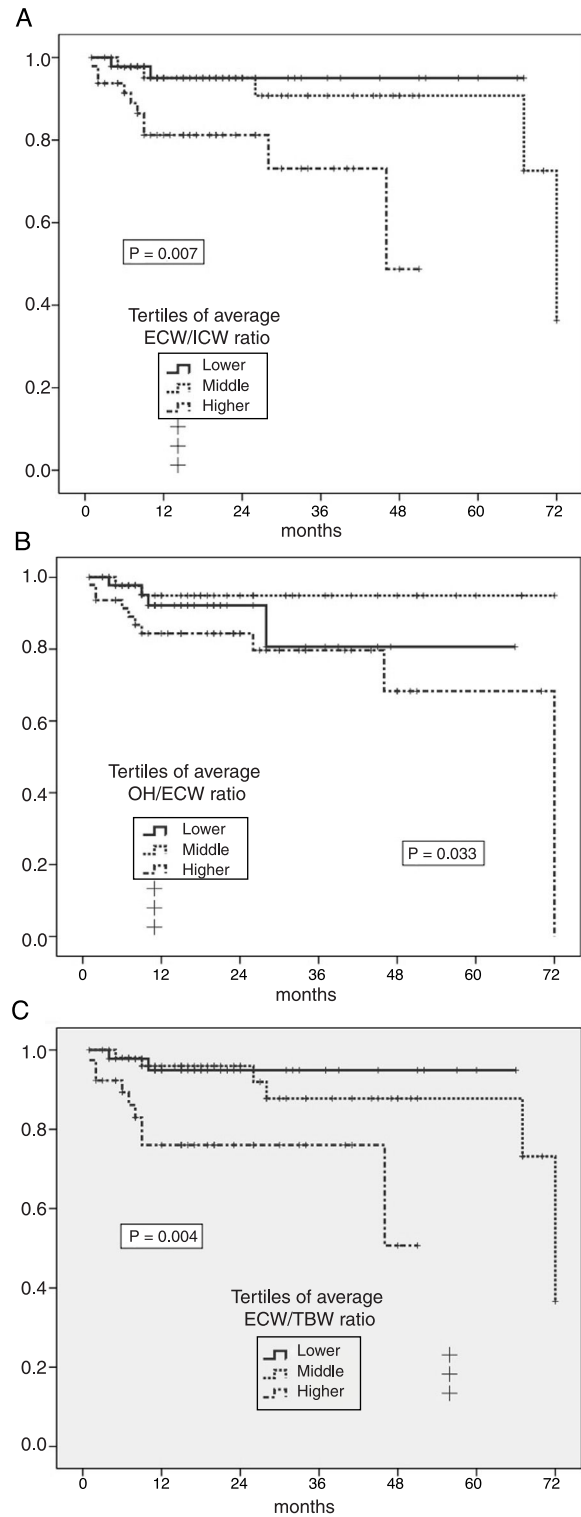 A
1.0
0.8
0.6
0.4
0.2
0.0
P = 0.007
Tertiles of average
ECW/ICW ratio
Lower
Middle
Higher
0 12 24 36 48 60 72
months
B
1.0
0.8
0.6
0.4
0.2
0.0
Tertiles of average
OH/ECW ratio
Lower
Middle
Higher
P = 0.033
0 12 24 36 48 60 72
months
C
1.0
0.8
0.6
0.4
0.2
0.0
P = 0.004
Tertiles of average
ECW/TBW ratio
Lower
Middle
Higher
0 12 24 36 48 60 72
months